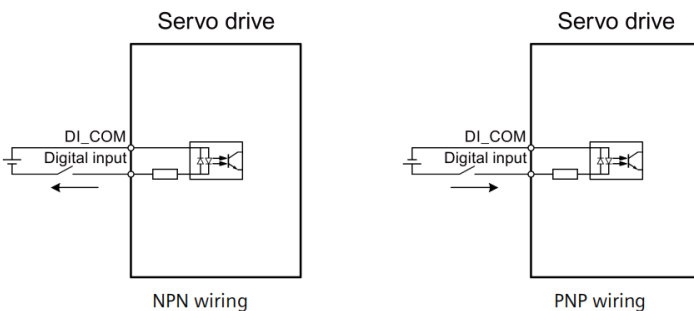 Servo drive
DI_COM
Digital input
NPN wiring
Servo drive
DI_COM
Digital input
PNP wiring